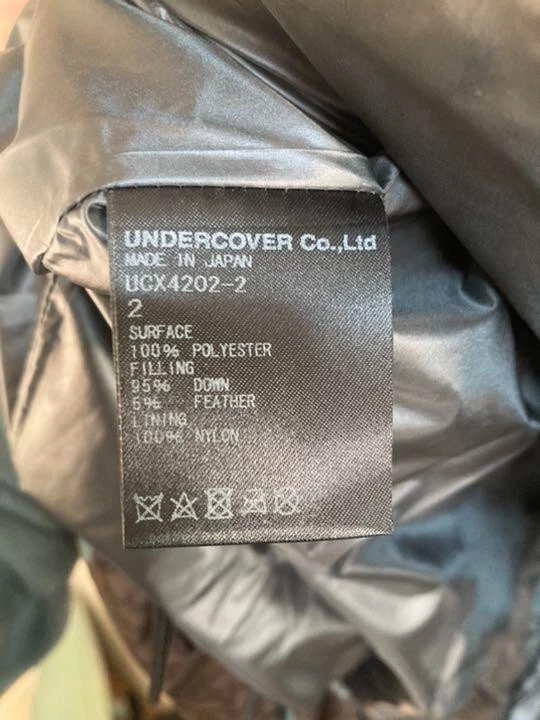 UNDERCOVER Co.,Ltd
MADE IN JAPAN
UCX4202-2
2
SURFACE
100% POLYESTER
FILLING
95% DOWN
5% FEATHER
LINING
100% NYLON